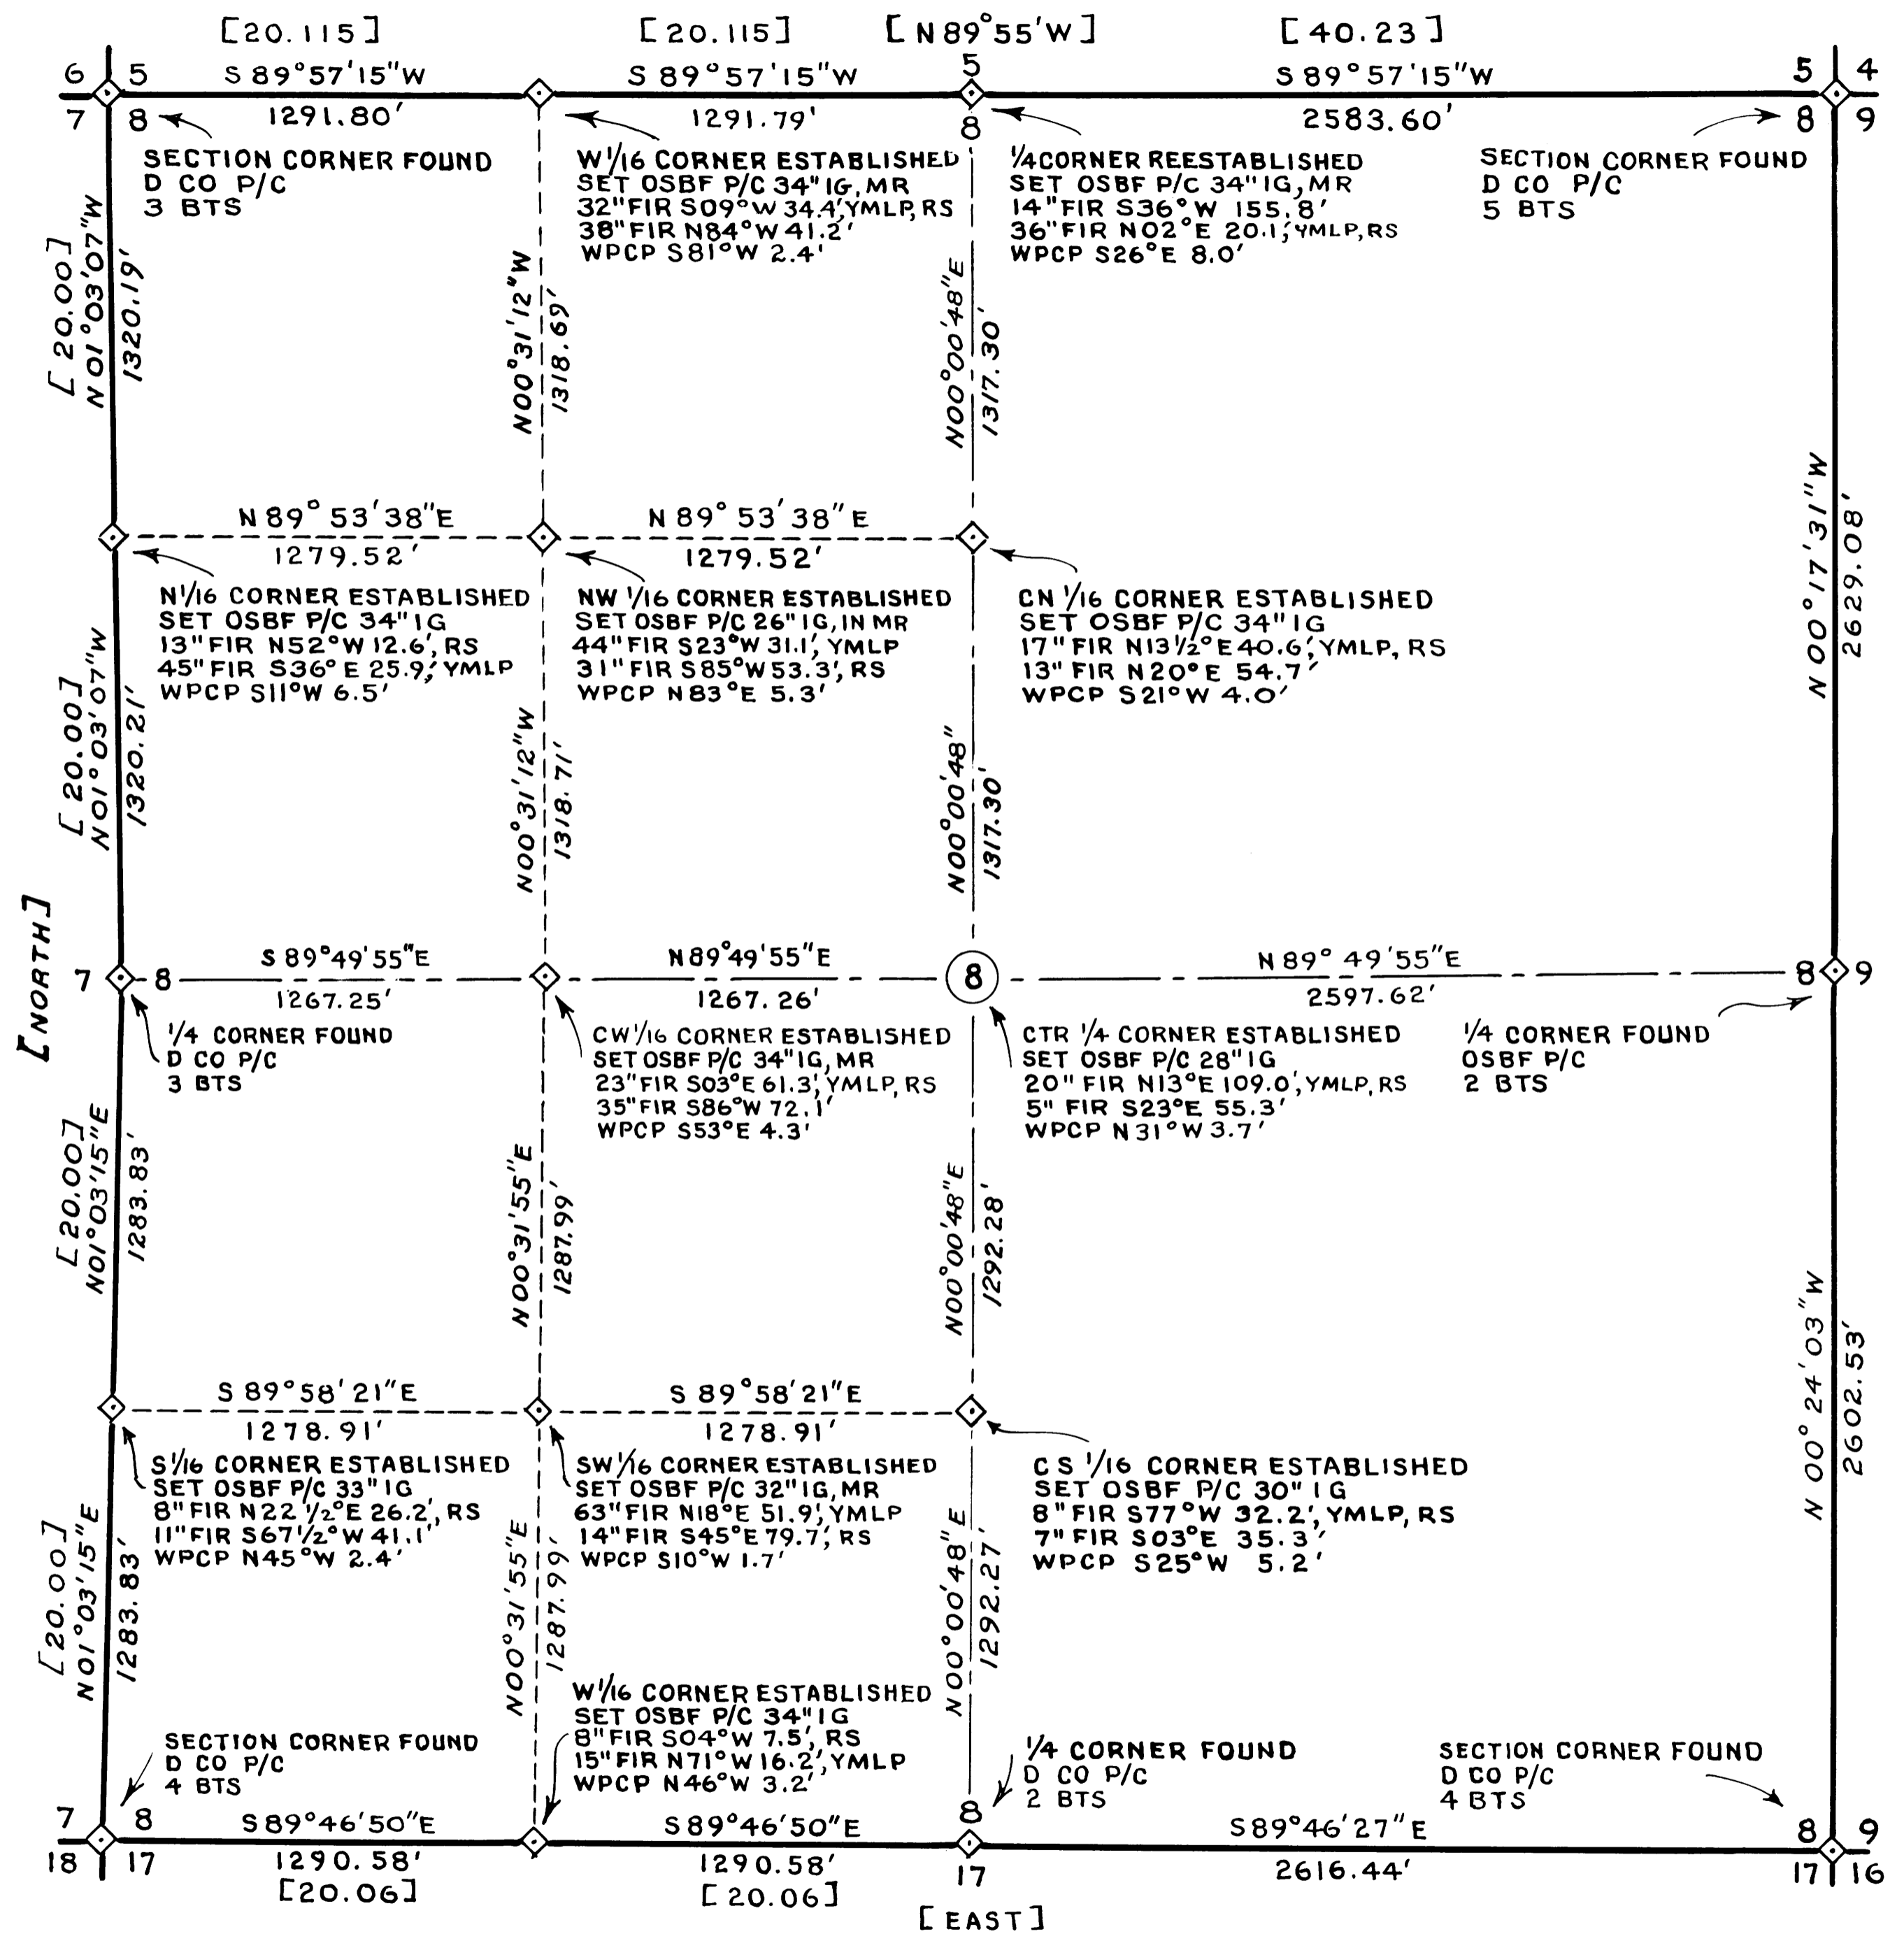 [20.115]
[20.115]
[N89°55'W]
[40.23]
6 5
S 89°57'15"W
S 89°57'15"W
5
S 89°57'15"W
5 4
7 8
1291.80'
1291.79'
8
2583.60'
8 9
SECTION CORNER FOUND
D CO P/C
3 BTS
W1/16 CORNER ESTABLISHED
SET OSBF P/C 34" IG, MR
32" FIR S09°W 34.4', YMLP, RS
38" FIR N84°W 41.2'
WPCP S81°W 2.4'
1/4 CORNER REESTABLISHED
SET OSBF P/C 34" IG, MR
14" FIR S36°W 155.8'
36" FIR N02°E 20.1', YMLP, RS
WPCP S26°E 8.0'
SECTION CORNER FOUND
D CO P/C
5 BTS
[20.00]
N01°03'07"W
1320.19'
N00°31'12"W
1318.69'
N00°00'48"E
1317.30'
N00°17'31"W
2629.08'
N 89°53'38"E
1279.52'
N 89°53'38"E
1279.52'
N1/16 CORNER ESTABLISHED
SET OSBF P/C 34" IG
13" FIR N52°W 12.6', RS
45" FIR S36°E 25.9', YMLP
WPCP S11°W 6.5'
NW 1/16 CORNER ESTABLISHED
SET OSBF P/C 26" IG, IN MR
44" FIR S23°W 31.1', YMLP
31" FIR S85°W 53.3', RS
WPCP N83°E 5.3'
CN 1/16 CORNER ESTABLISHED
SET OSBF P/C 34" IG
17" FIR N13 1/2°E 40.6', YMLP, RS
13" FIR N20°E 54.7'
WPCP S21°W 4.0'
[20.00]
N01°03'07"W
1320.21'
N00°31'12"W
1318.71'
N00°00'48"
1317.30'
[NORTH]
7 8
S 89°49'55"E
1267.25'
N89°49'55"E
1267.26'
8
N 89°49'55"E
2597.62'
8 9
1/4 CORNER FOUND
D CO P/C
3 BTS
CW 1/16 CORNER ESTABLISHED
SET OSBF P/C 34" IG, MR
23" FIR S03°E 61.3', YMLP, RS
35" FIR S86°W 72.1'
WPCP S53°E 4.3'
CTR 1/4 CORNER ESTABLISHED
SET OSBF P/C 28" IG
20" FIR N13°E 109.0', YMLP, RS
5" FIR S23°E 55.3'
WPCP N31°W 3.7'
1/4 CORNER FOUND
OSBF P/C
2 BTS
[20.00]
N01°03'15"E
1283.83'
N00°31'55"E
1287.99'
N00°00'48"E
1292.28'
N 00°24'03"W
2602.53'
S 89°58'21"E
1278.91'
S 89°58'21"E
1278.91'
S1/16 CORNER ESTABLISHED
SET OSBF P/C 33" IG
8" FIR N22 1/2°E 26.2', RS
11" FIR S67 1/2°W 41.1'
WPCP N45°W 2.4'
SW 1/16 CORNER ESTABLISHED
SET OSBF P/C 32" IG, MR
63" FIR N18°E 51.9', YMLP
14" FIR S45°E 79.7', RS
WPCP S10°W 1.7'
CS 1/16 CORNER ESTABLISHED
SET OSBF P/C 30" IG
8" FIR S77°W 32.2', YMLP, RS
7" FIR S03°E 35.3'
WPCP S25°W 5.2'
[20.00]
N01°03'15"E
1283.83'
N00°31'55"E
1287.99'
N00°00'48"E
1292.27'
SECTION CORNER FOUND
D CO P/C
4 BTS
W1/16 CORNER ESTABLISHED
SET OSBF P/C 34" IG
8" FIR S04°W 7.5', RS
15" FIR N71°W 16.2', YMLP
WPCP N46°W 3.2'
1/4 CORNER FOUND
D CO P/C
2 BTS
SECTION CORNER FOUND
D CO P/C
4 BTS
7 8
S89°46'50"E
S89°46'50"E
8
S89°46'27"E
8 9
18 17
1290.58'
1290.58'
17
2616.44'
17 16
[20.06]
[20.06]
[EAST]